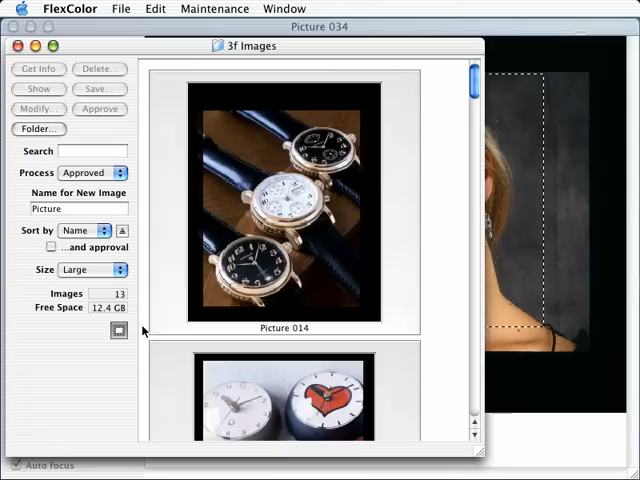 FlexColor File Edit Maintenance Window
Picture 034
3f Images
Get Info Delete...
Show Save...
Modify... Approve
Folder...
Search
Process Approved
Name for New Image
Picture
Sort by Name
...and approval
Size Large
Images 13
Free Space 12.4 GB
Picture 014
Auto focus